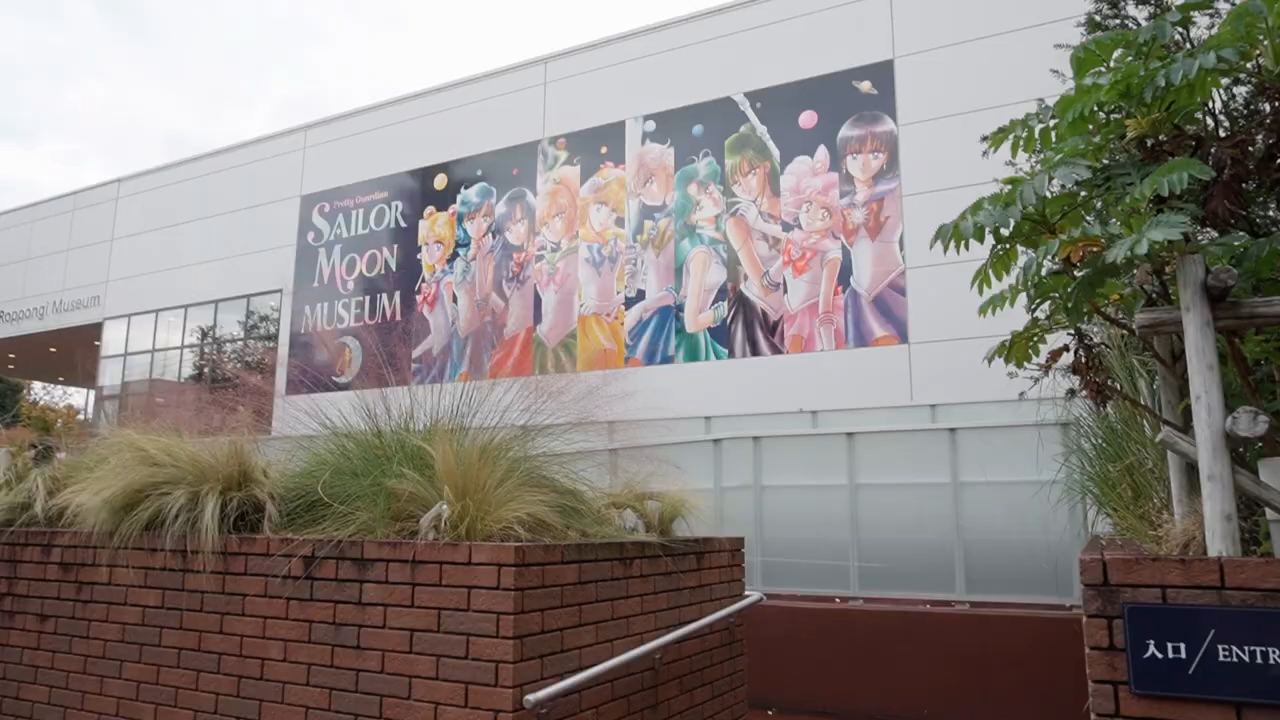 Pretty Guardian
SAILOR
MOON
MUSEUM
Roppongi Museum
入口/ENTR